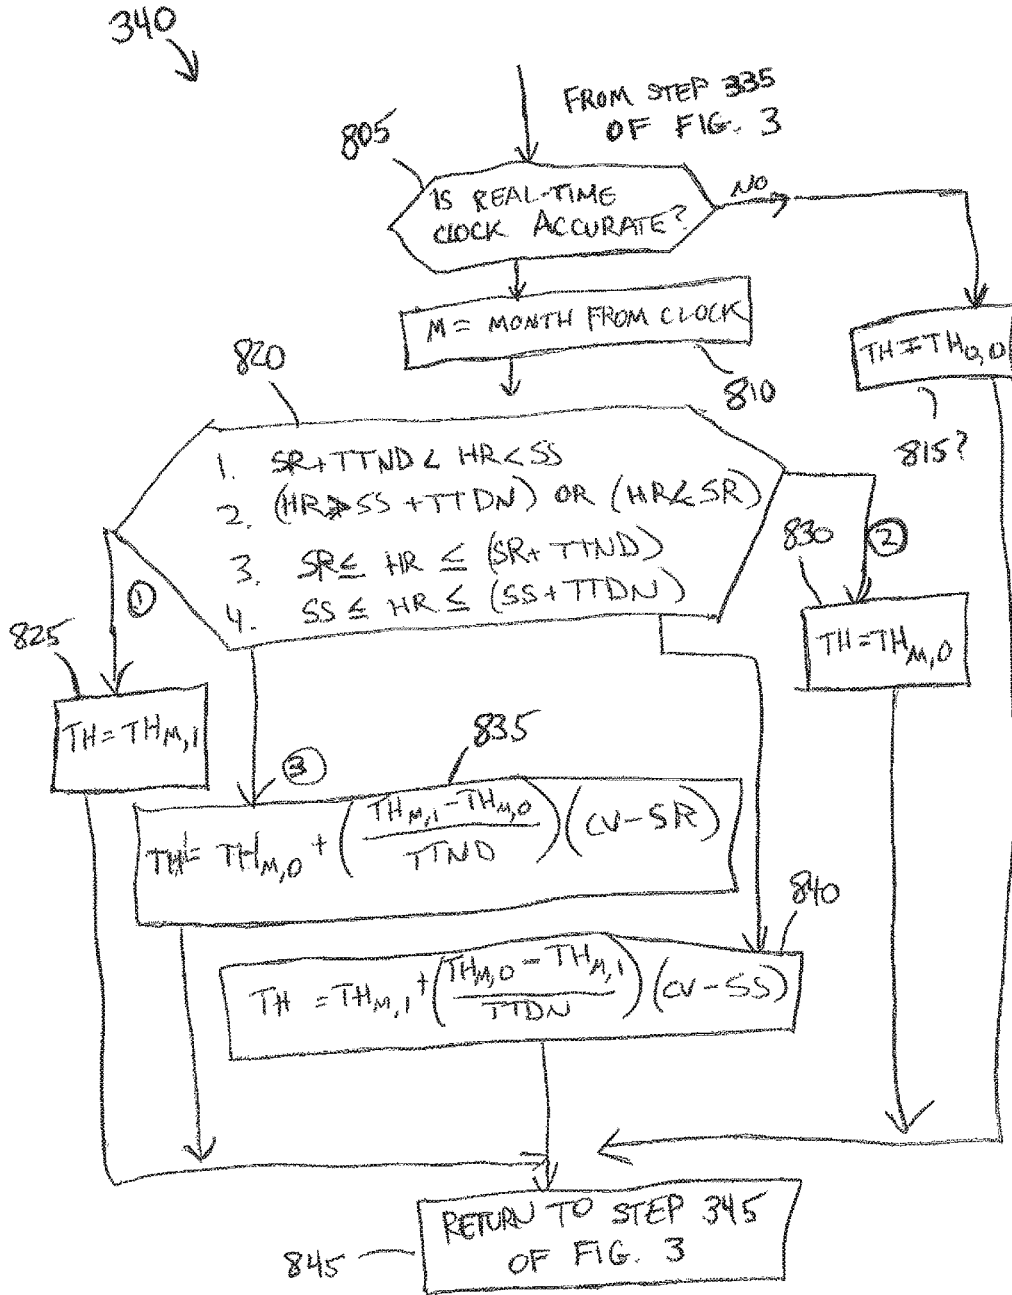 340
FROM STEP 335
OF FIG. 3
805
IS REAL-TIME
CLOCK ACCURATE?
NO
M = MONTH FROM CLOCK
810
TH = TH0,0
815?
820
1. SR+TTND < HR < SS
2. (HR > SS + TTDN) OR (HR < SR)
3. SR ≤ HR ≤ (SR+ TTND)
4. SS ≤ HR ≤ (SS+TTDN)
1
2
825
TH = THM,1
830
TH = THM,0
3
835
TH = THM,0 + (THM,1 - THM,0 / TTND) (CV-SR)
840
TH = THM,1 + (THM,0 - THM,1 / TTDN) (CV-SS)
RETURN TO STEP 345
OF FIG. 3
845